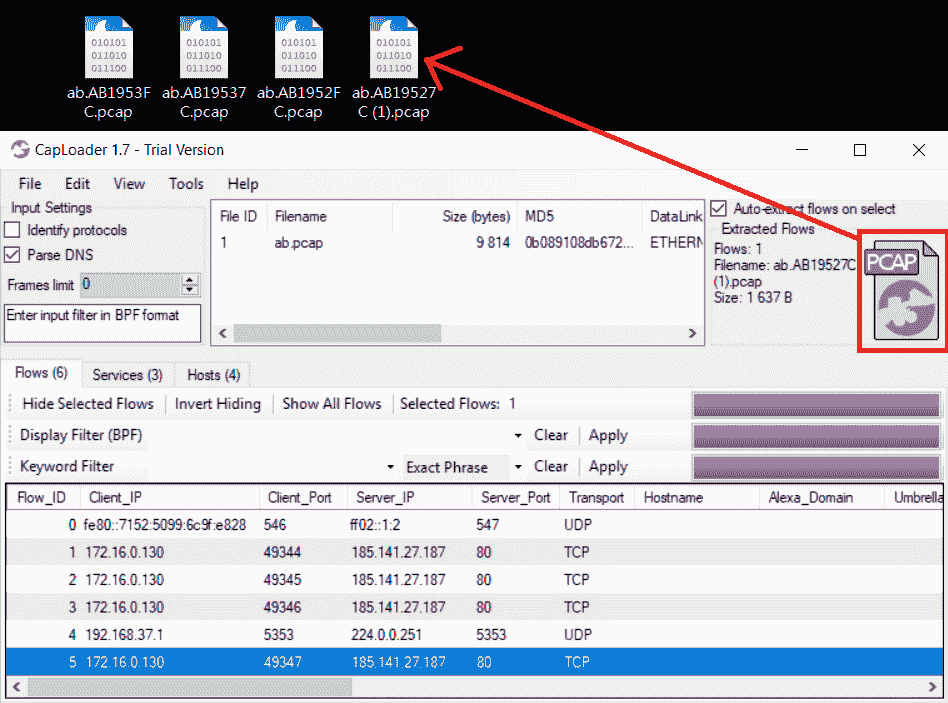 010101 010101 010101 010101
011010 011010 011010 011010
011100 011100 011100 011100
ab.AB1953F ab.AB19537 ab.AB1952F ab.AB19527
C.pcap C.pcap C.pcap C (1).pcap
CapLoader 1.7 - Trial Version
File Edit View Tools Help
Input Settings
Identify protocols
Parse DNS
Frames limit 0
Enter input filter in BPF format
File ID Filename Size (bytes) MD5 DataLink
1 ab.pcap 9 814 0b089108db672... ETHERN
Auto-extract flows on select
Extracted Flows
Flows: 1
Filename: ab.AB19527C
(1).pcap
Size: 1 637 B
PCAP
Flows (6) Services (3) Hosts (4)
Hide Selected Flows Invert Hiding Show All Flows Selected Flows: 1
Display Filter (BPF) Clear Apply
Keyword Filter Exact Phrase Clear Apply
Flow_ID Client_IP Client_Port Server_IP Server_Port Transport Hostname Alexa_Domain Umbrella
0 fe80::7152:5099:6c9f:e828 546 ff02::1:2 547 UDP
1 172.16.0.130 49344 185.141.27.187 80 TCP
2 172.16.0.130 49345 185.141.27.187 80 TCP
3 172.16.0.130 49346 185.141.27.187 80 TCP
4 192.168.37.1 5353 224.0.0.251 5353 UDP
5 172.16.0.130 49347 185.141.27.187 80 TCP